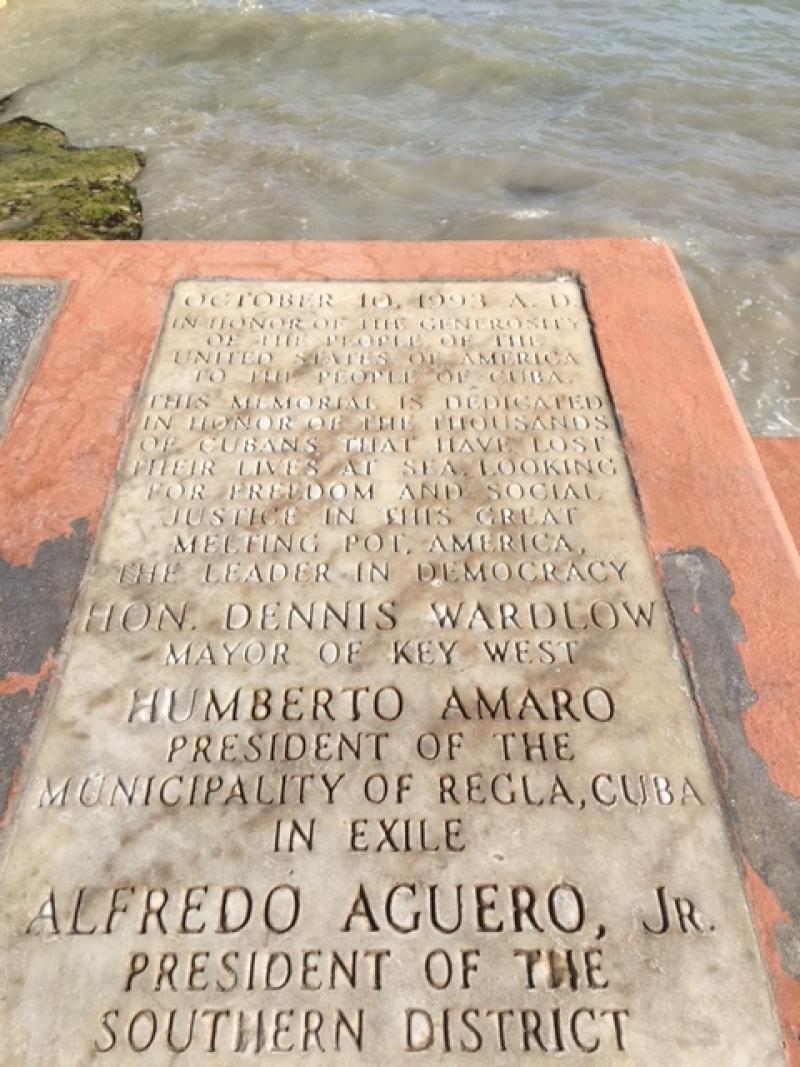 OCTOBER 10, 1993 A. D
IN HONOR OF THE GENEROSITY
OF THE PEOPLE OF THE
UNITED STATES OF AMERICA
TO THE PEOPLE OF CUBA.
THIS MEMORIAL IS DEDICATED
IN HONOR OF THE THOUSANDS
OF CUBANS THAT HAVE LOST
THEIR LIVES AT SEA LOOKING
FOR FREEDOM AND SOCIAL
JUSTICE IN THIS GREAT
MELTING POT, AMERICA,
THE LEADER IN DEMOCRACY
HON. DENNIS WARDLOW
MAYOR OF KEY WEST
HUMBERTO AMARO
PRESIDENT OF THE
MUNICIPALITY OF REGLA, CUBA
IN EXILE
ALFREDO AGUERO, JR.
PRESIDENT OF THE
SOUTHERN DISTRICT